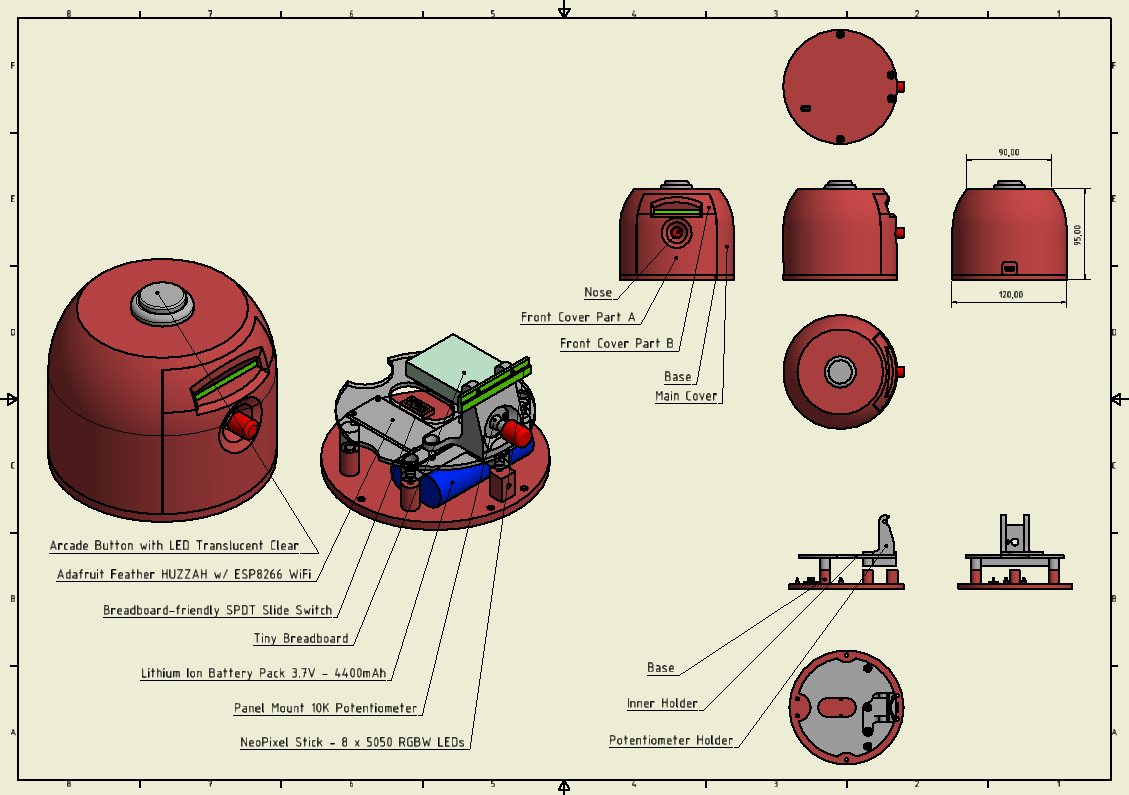 8 7 6 5 4 3 2 1
F F
E E
D D
C C
B B
A A
90,00
95,00
120,00
Nose
Front Cover Part A
Front Cover Part B
Base
Main Cover
Arcade Button with LED Translucent Clear
Adafruit Feather HUZZAH w/ ESP8266 WiFi
Breadboard-friendly SPDT Slide Switch
Tiny Breadboard
Lithium Ion Battery Pack 3.7V - 4400mAh
Panel Mount 10K Potentiometer
NeoPixel Stick - 8 x 5050 RGBW LEDs
Base
Inner Holder
Potentiometer Holder
8 7 6 5 4 3 2 1